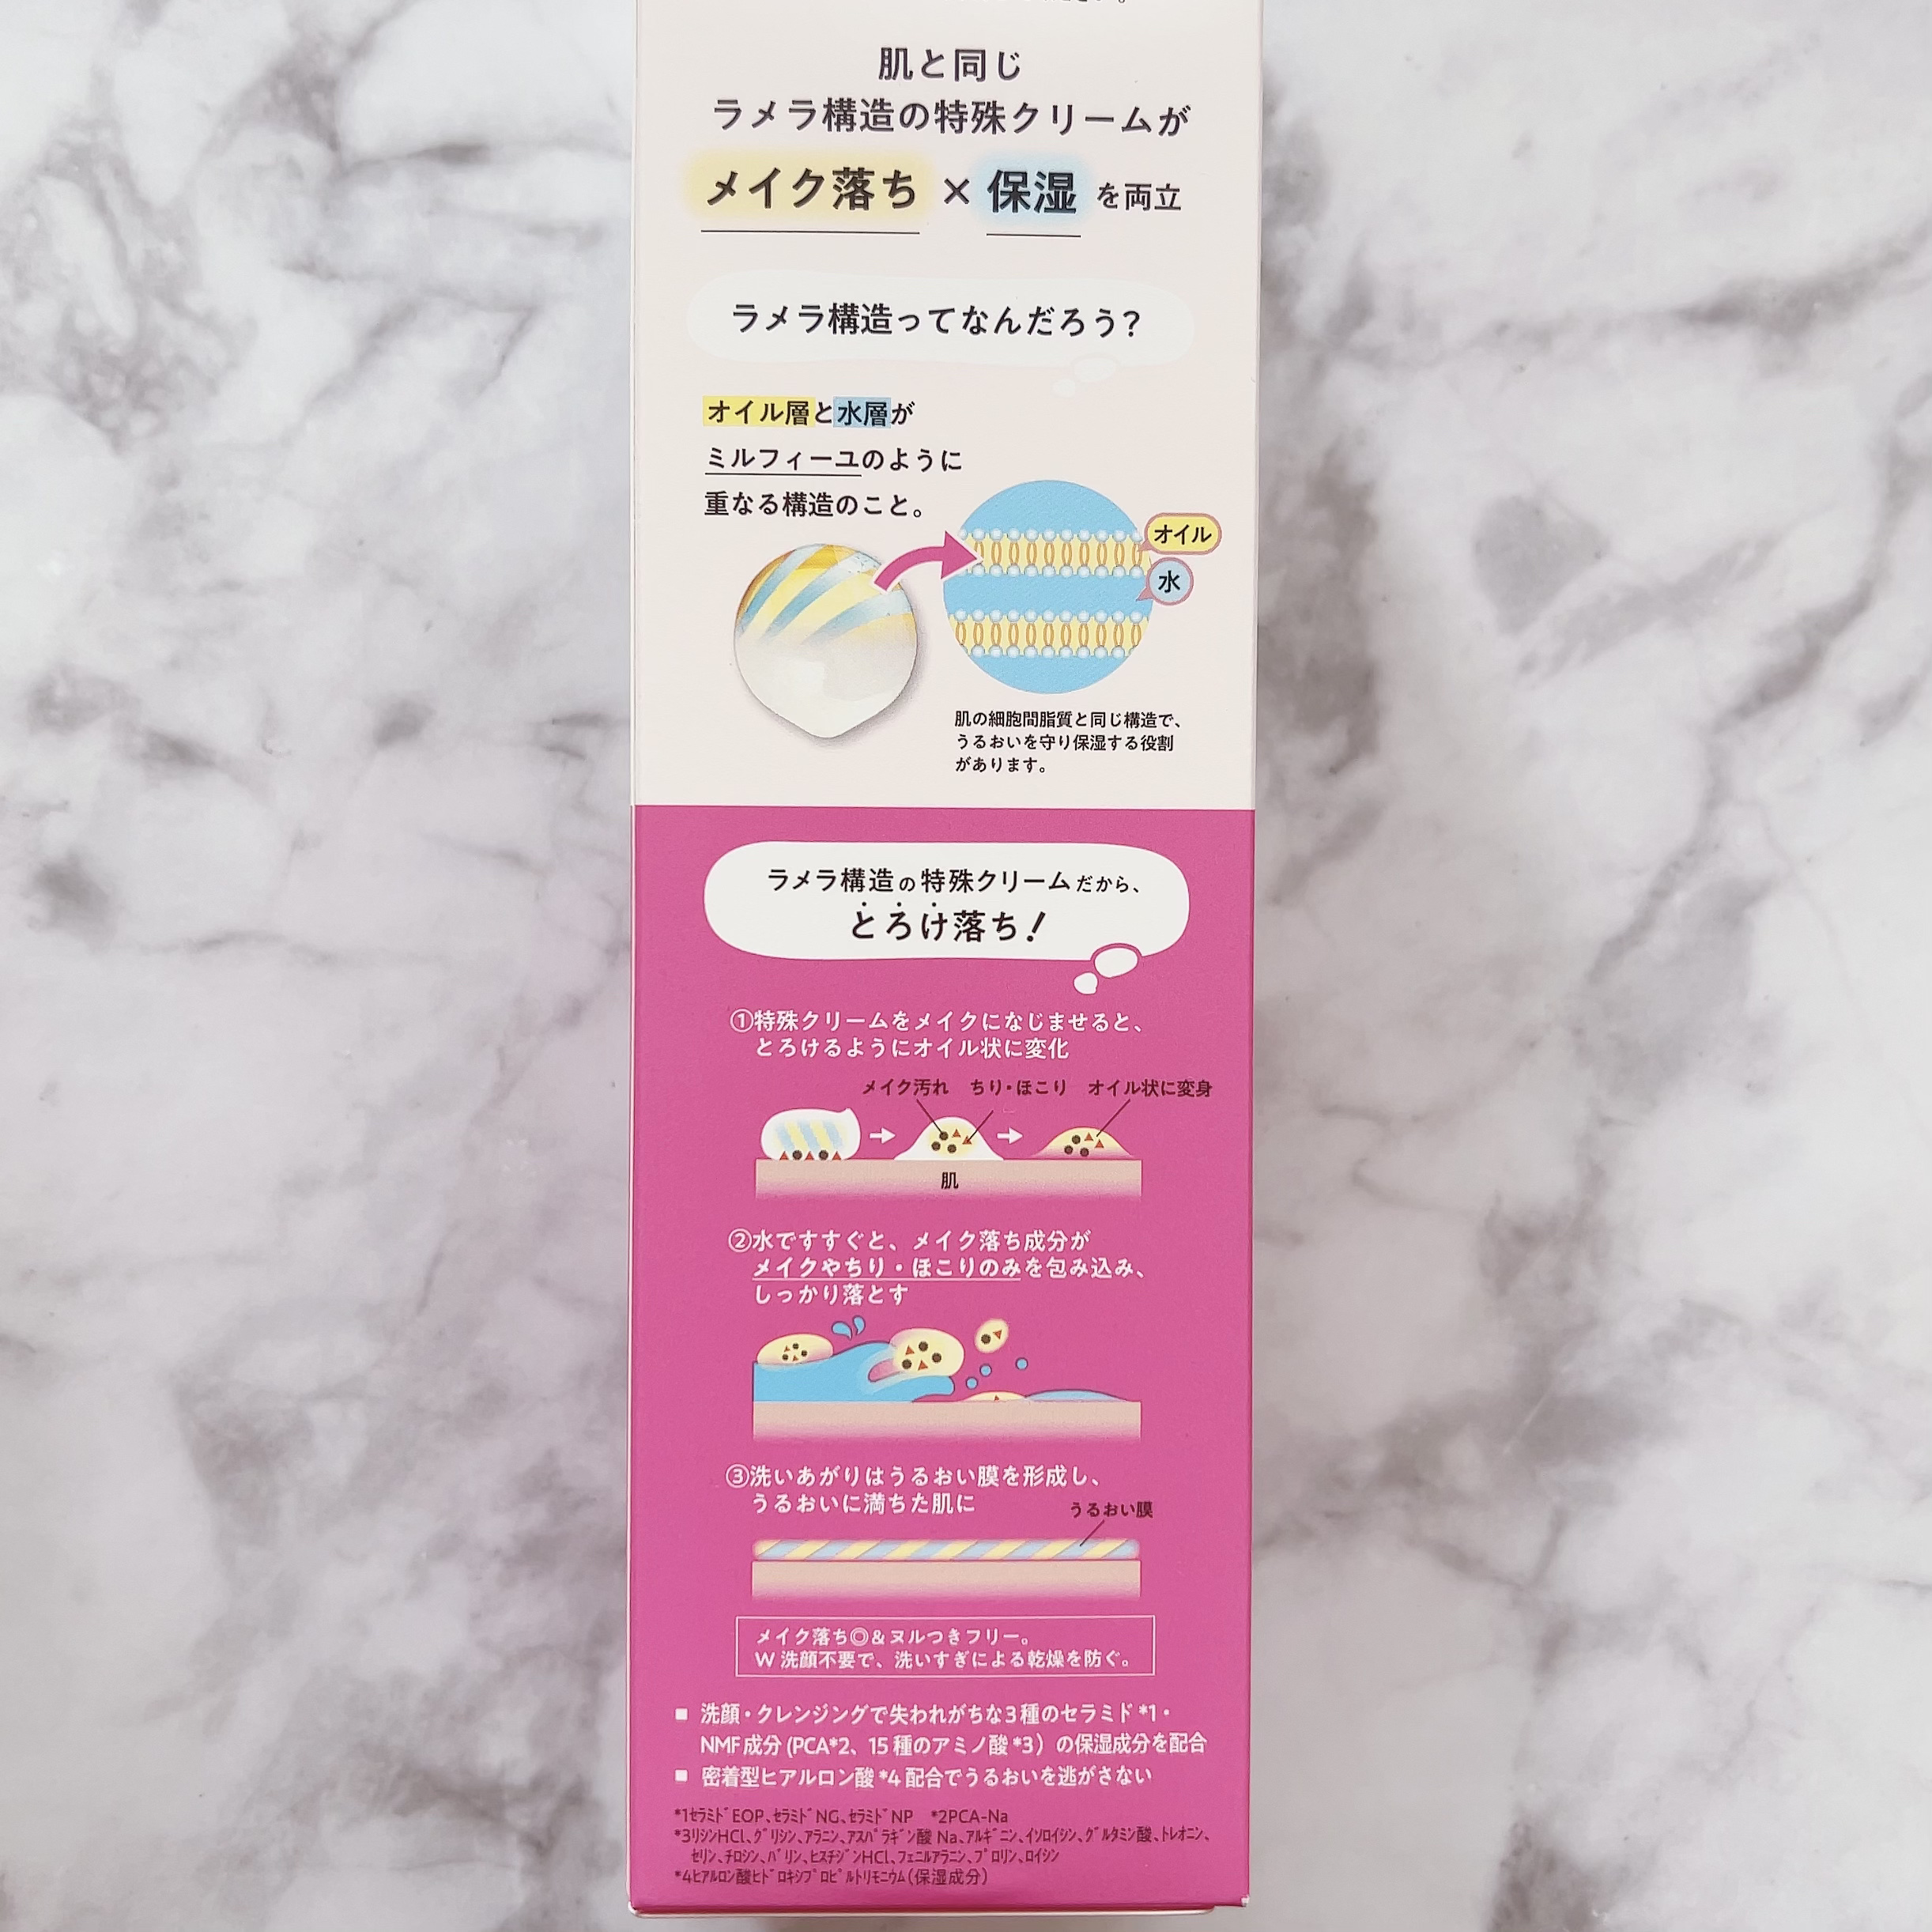 肌と同じ
ラメラ構造の特殊クリームが
メイク落ち × 保湿 を両立
ラメラ構造ってなんだろう?
オイル層と水層が
ミルフィーユのように
重なる構造のこと。
オイル
水
肌の細胞間脂質と同じ構造で、
うるおいを守り保湿する役割
があります。
ラメラ構造の特殊クリームだから、
とろけ落ち!
①特殊クリームをメイクになじませると、
とろけるようにオイル状に変化
メイク汚れ ちり・ほこり オイル状に変身
肌
②水ですすぐと、メイク落ち成分が
メイクやちり・ほこりのみを包み込み、
しっかり落とす
③洗いあがりはうるおい膜を形成し、
うるおいに満ちた肌に
うるおい膜
メイク落ち◎&ヌルつきフリー。
W 洗顔不要で、洗いすぎによる乾燥を防ぐ。
■ 洗顔・クレンジングで失われがちな3種のセラミド*1・
NMF成分(PCA*2、15種のアミノ酸*3)の保湿成分を配合
■ 密着型ヒアルロン酸*4配合でうるおいを逃がさない
*1ｾﾗﾐﾄﾞEOP、ｾﾗﾐﾄﾞNG、ｾﾗﾐﾄﾞNP *2PCA-Na
*3ﾘｼﾝHCl、ｸﾞﾘｼﾝ、ｱﾗﾆﾝ、ｱｽﾊﾟﾗｷﾞﾝ酸Na、ｱﾙｷﾞﾆﾝ、ｲｿﾛｲｼﾝ、ｸﾞﾙﾀﾐﾝ酸、ﾄﾚｵﾆﾝ、
ｾﾘﾝ、ﾁﾛｼﾝ、ﾊﾞﾘﾝ、ﾋｽﾁｼﾞﾝHCl、ﾌｪﾆﾙｱﾗﾆﾝ、ﾌﾟﾛﾘﾝ、ﾛｲｼﾝ
*4ﾋｱﾙﾛﾝ酸ﾋﾄﾞﾛｷｼﾌﾟﾛﾋﾟﾙﾄﾘﾓﾆｳﾑ(保湿成分)